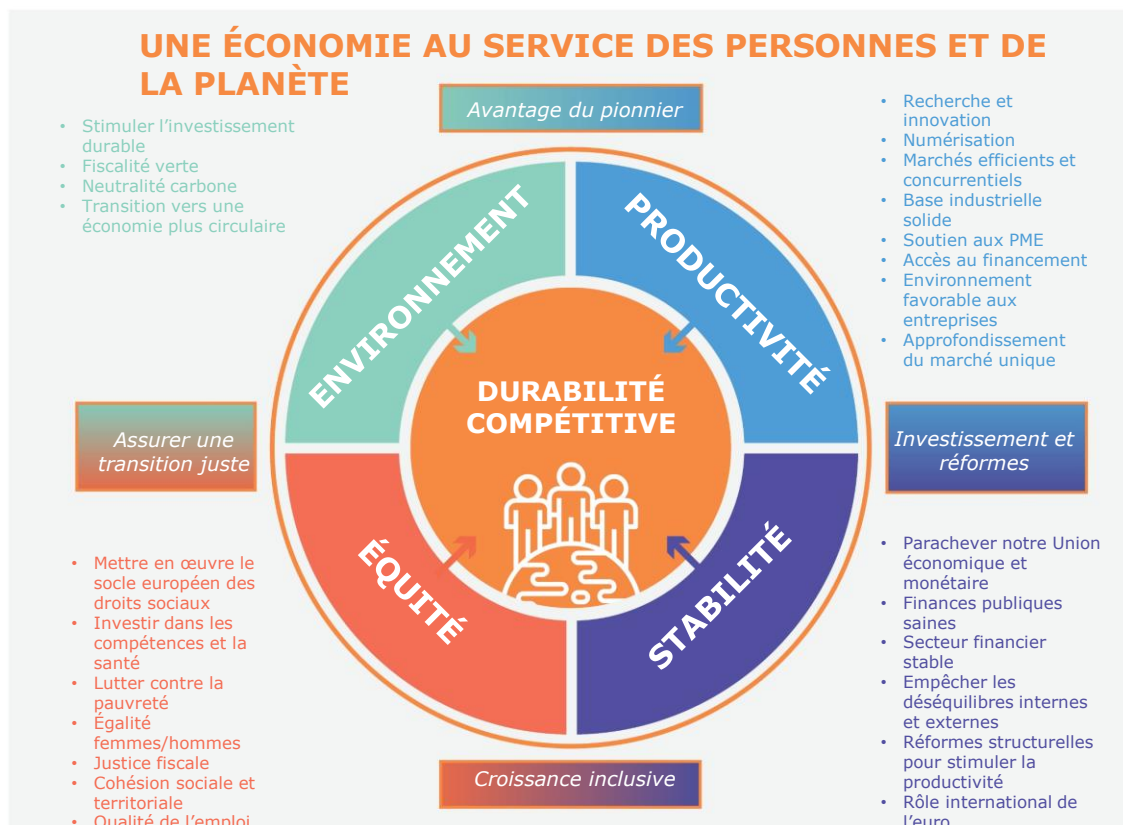 UNE ÉCONOMIE AU SERVICE DES PERSONNES ET DE
LA PLANÈTE
Avantage du pionnier
• Stimuler l'investissement
durable
• Fiscalité verte
• Neutralité carbone
• Transition vers une
économie plus circulaire
• Recherche et
innovation
• Numérisation
• Marchés efficients et
concurrentiels
• Base industrielle
solide
• Soutien aux PME
• Accès au financement
• Environnement
favorable aux
entreprises
• Approfondissement
du marché unique
ENVIRONNEMENT
PRODUCTIVITÉ
DURABILITÉ
COMPÉTITIVE
Assurer une
transition juste
Investissement et
réformes
ÉQUITÉ
STABILITÉ
• Mettre en œuvre le
socle européen des
droits sociaux
• Investir dans les
compétences et la
santé
• Lutter contre la
pauvreté
• Égalité
femmes/hommes
• Justice fiscale
• Cohésion sociale et
territoriale
• Qualité de l'emploi
• Parachever notre Union
économique et
monétaire
• Finances publiques
saines
• Secteur financier
stable
• Empêcher les
déséquilibres internes
et externes
• Réformes structurelles
pour stimuler la
productivité
• Rôle international de
l'euro
Croissance inclusive